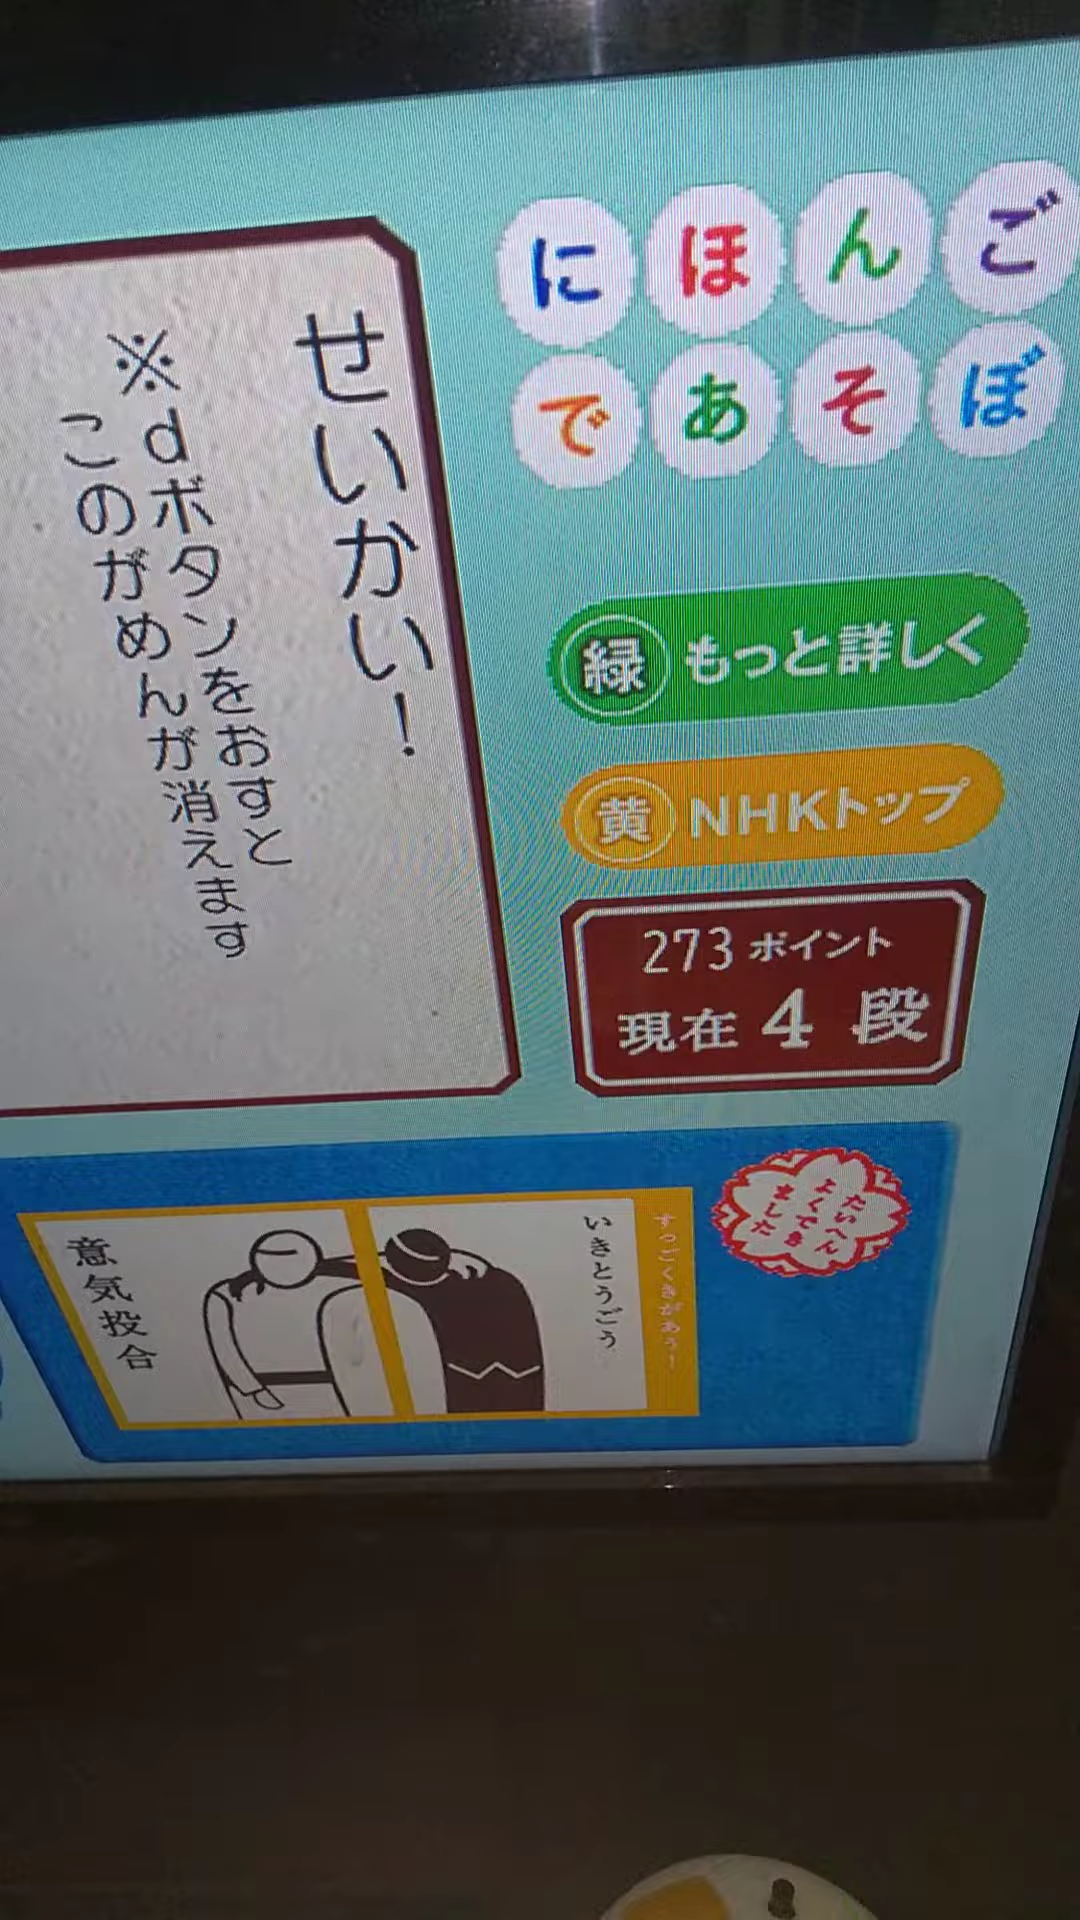 にほんご
であそぼ
せいかい！
※dボタンをおすと
このがめんが消えます
緑 もっと詳しく
黄 NHKトップ
273 ポイント
現在 4 段
たいへん
よくでき
ました
すっごくきがあう！
いきとうごう
意気投合